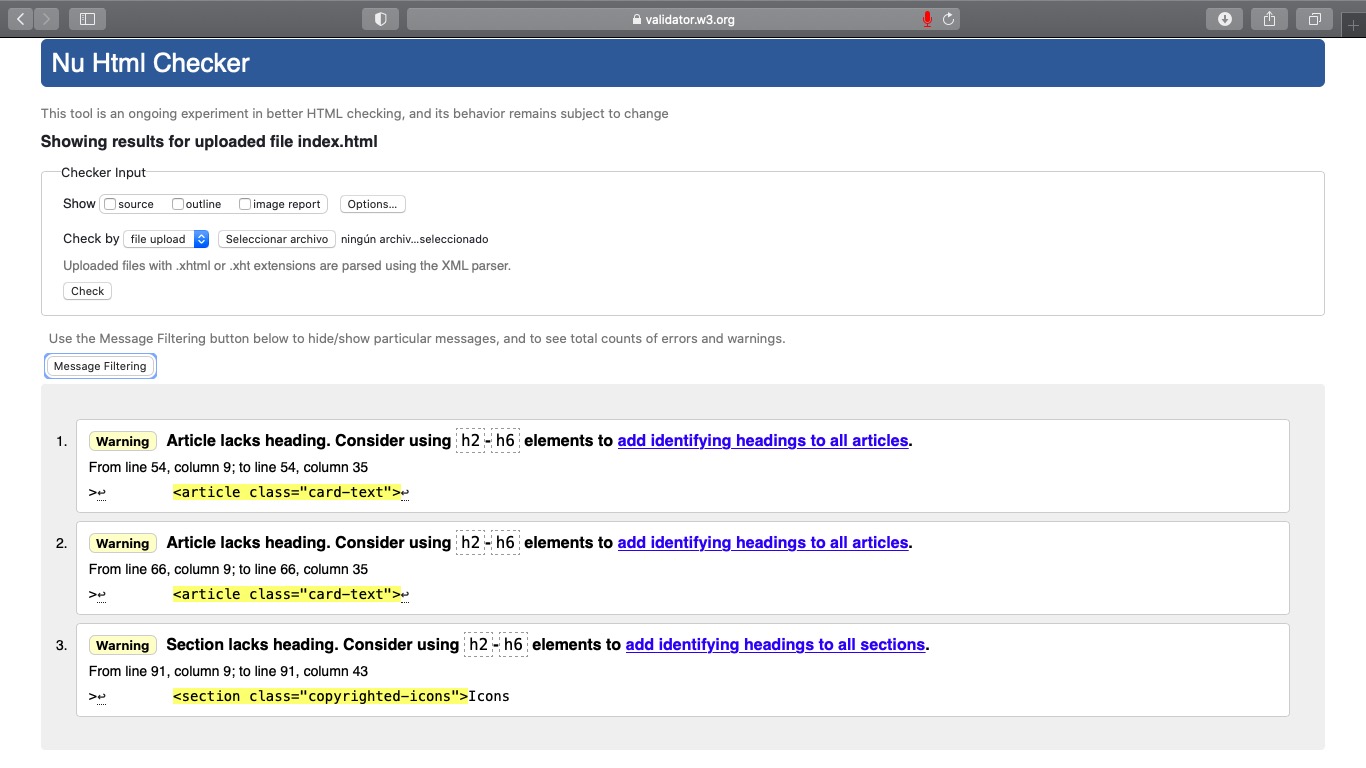 validator.w3.org
Nu Html Checker
This tool is an ongoing experiment in better HTML checking, and its behavior remains subject to change
Showing results for uploaded file index.html
Checker Input
Show source outline image report Options...
Check by file upload Seleccionar archivo ningún archiv...seleccionado
Uploaded files with .xhtml or .xht extensions are parsed using the XML parser.
Check
Use the Message Filtering button below to hide/show particular messages, and to see total counts of errors and warnings.
Message Filtering
1. Warning Article lacks heading. Consider using h2-h6 elements to add identifying headings to all articles.
From line 54, column 9; to line 54, column 35
>↩ <article class="card-text">↩
2. Warning Article lacks heading. Consider using h2-h6 elements to add identifying headings to all articles.
From line 66, column 9; to line 66, column 35
>↩ <article class="card-text">↩
3. Warning Section lacks heading. Consider using h2-h6 elements to add identifying headings to all sections.
From line 91, column 9; to line 91, column 43
>↩ <section class="copyrighted-icons">Icons